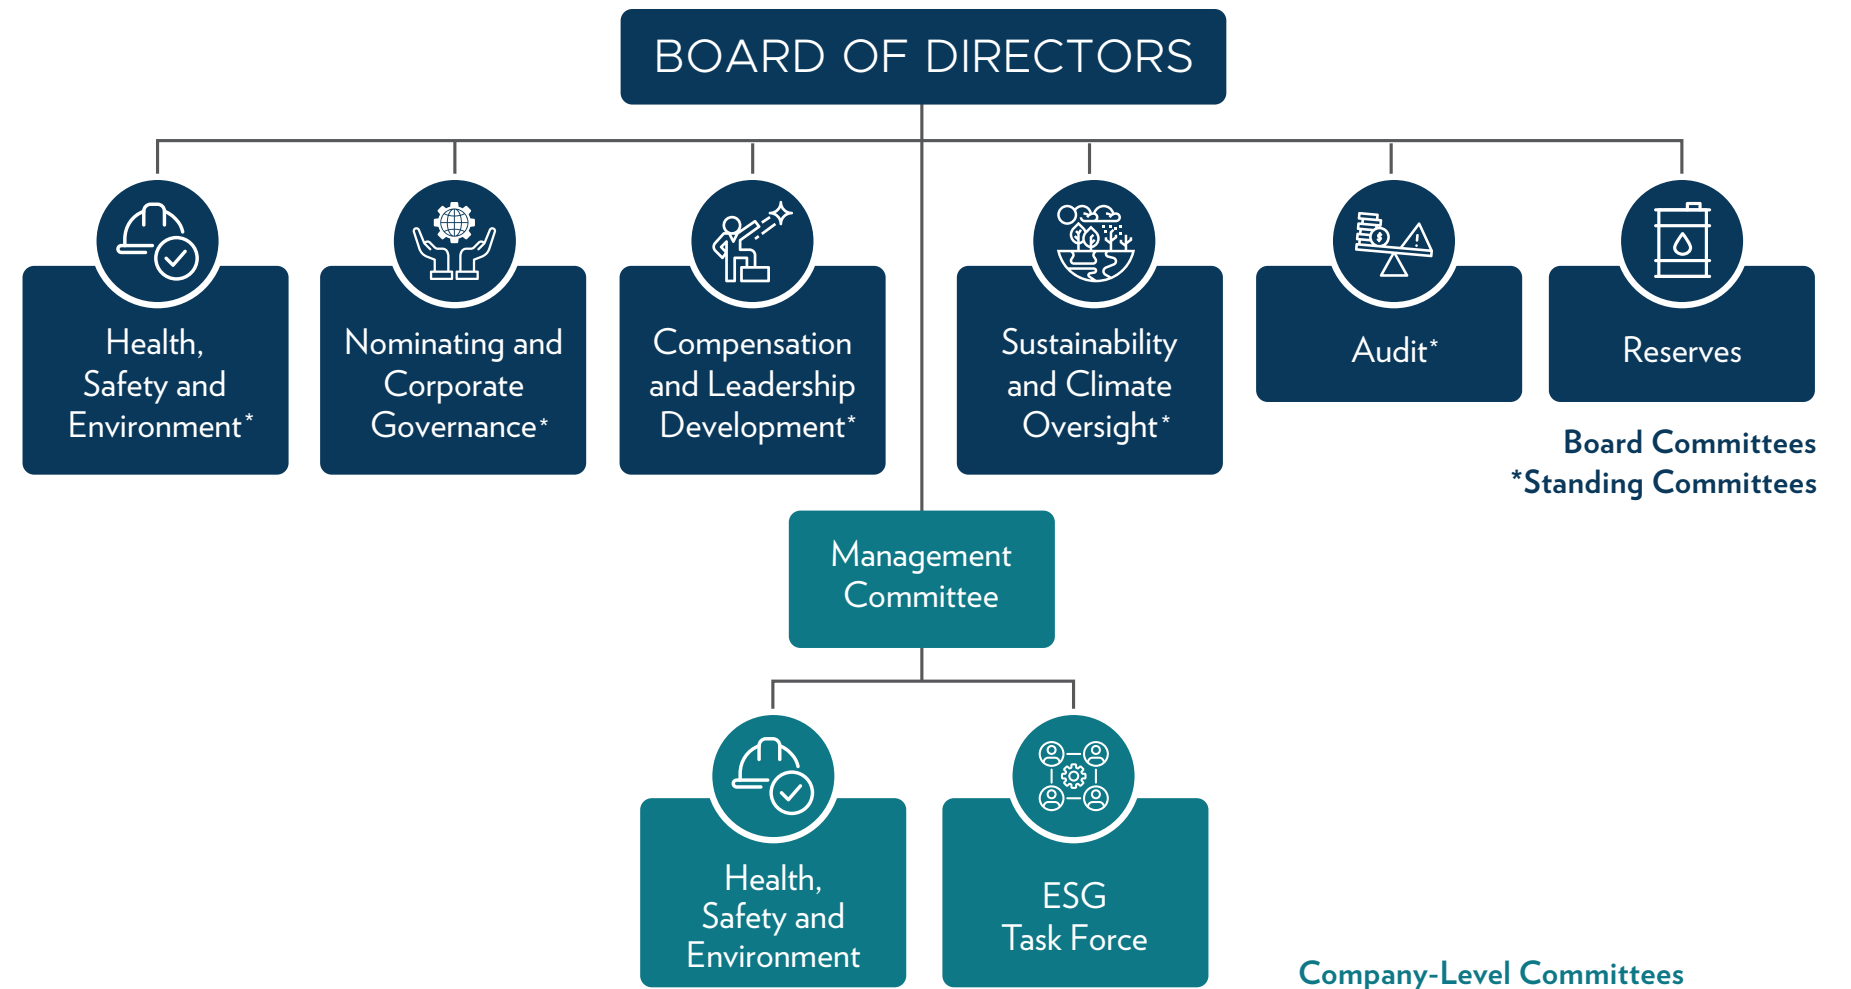 BOARD OF DIRECTORS
Health,
Safety and
Environment*
Nominating and
Corporate
Governance*
Compensation
and Leadership
Development*
Sustainability
and Climate
Oversight*
Audit*
Reserves
Board Committees
*Standing Committees
Management
Committee
Health,
Safety and
Environment
ESG
Task Force
Company-Level Committees